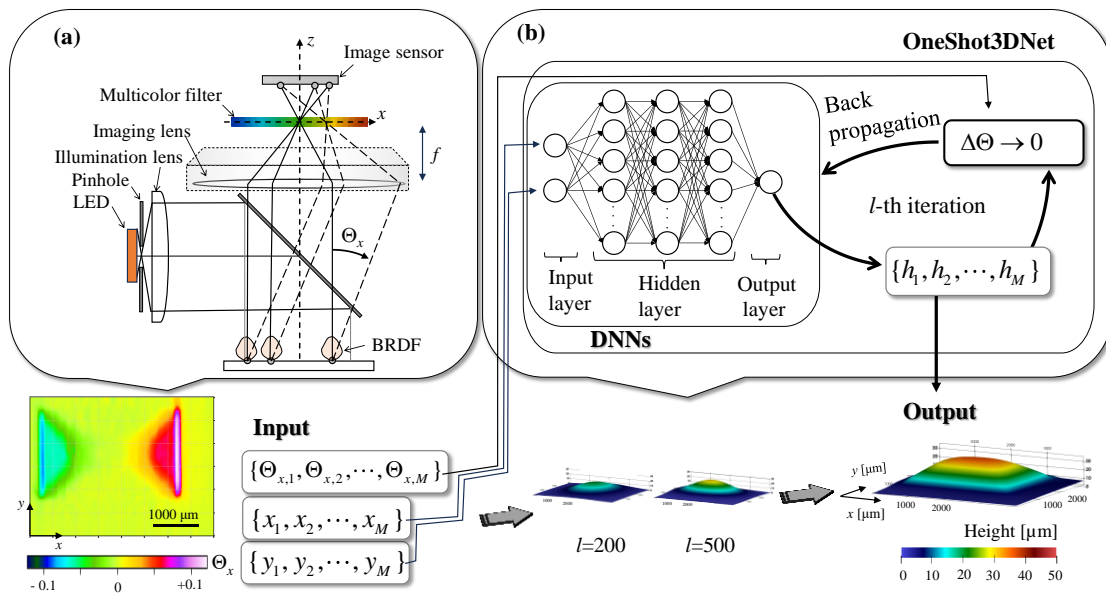 (a)
z
Image sensor
Multicolor filter
x
Imaging lens
Illumination lens
f
Pinhole
LED
Θx
BRDF
(b)
OneShot3DNet
Back
propagation
ΔΘ → 0
l-th iteration
{h1, h2, ⋯, hM}
Input
layer
Hidden
layer
Output
layer
DNNs
y
x
1000 μm
Θx
- 0.1
0
+0.1
Input
{Θx,1, Θx,2, ⋯, Θx,M}
{x1, x2, ⋯, xM}
{y1, y2, ⋯, yM}
l=200
l=500
Output
y [μm]
x [μm]
1000
2000
1000
2000
Height [μm]
0 10 20 30 40 50